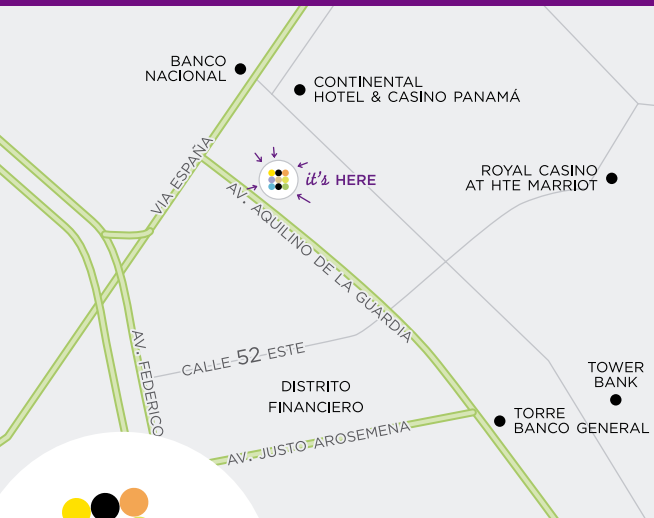 BANCO
NACIONAL
CONTINENTAL
HOTEL & CASINO PANAMÁ
VIA ESPAÑA
it's HERE
ROYAL CASINO
AT HTE MARRIOT
AV. AQUILINO DE LA GUARDIA
AV. FEDERICO
CALLE 52 ESTE
DISTRITO
FINANCIERO
TOWER
BANK
TORRE
BANCO GENERAL
AV. JUSTO AROSEMENA